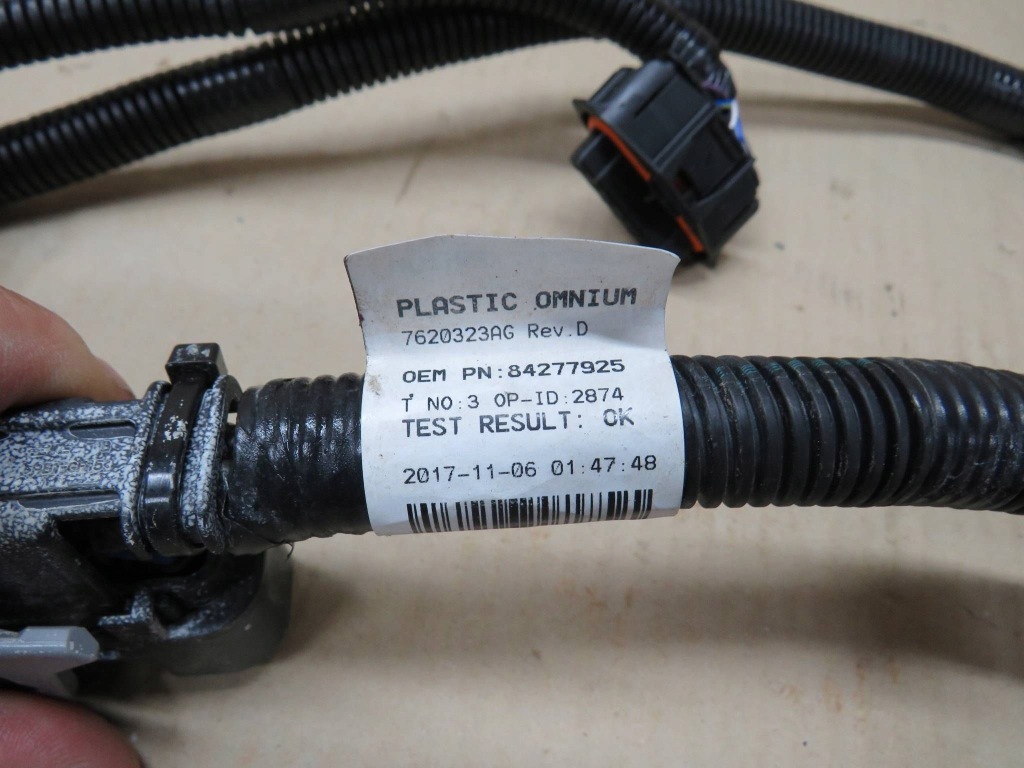 PLASTIC OMNIUM
7620323AG Rev.D
OEM PN:84277925
T NO:3 OP-ID:2874
TEST RESULT: OK
2017-11-06 01:47:48